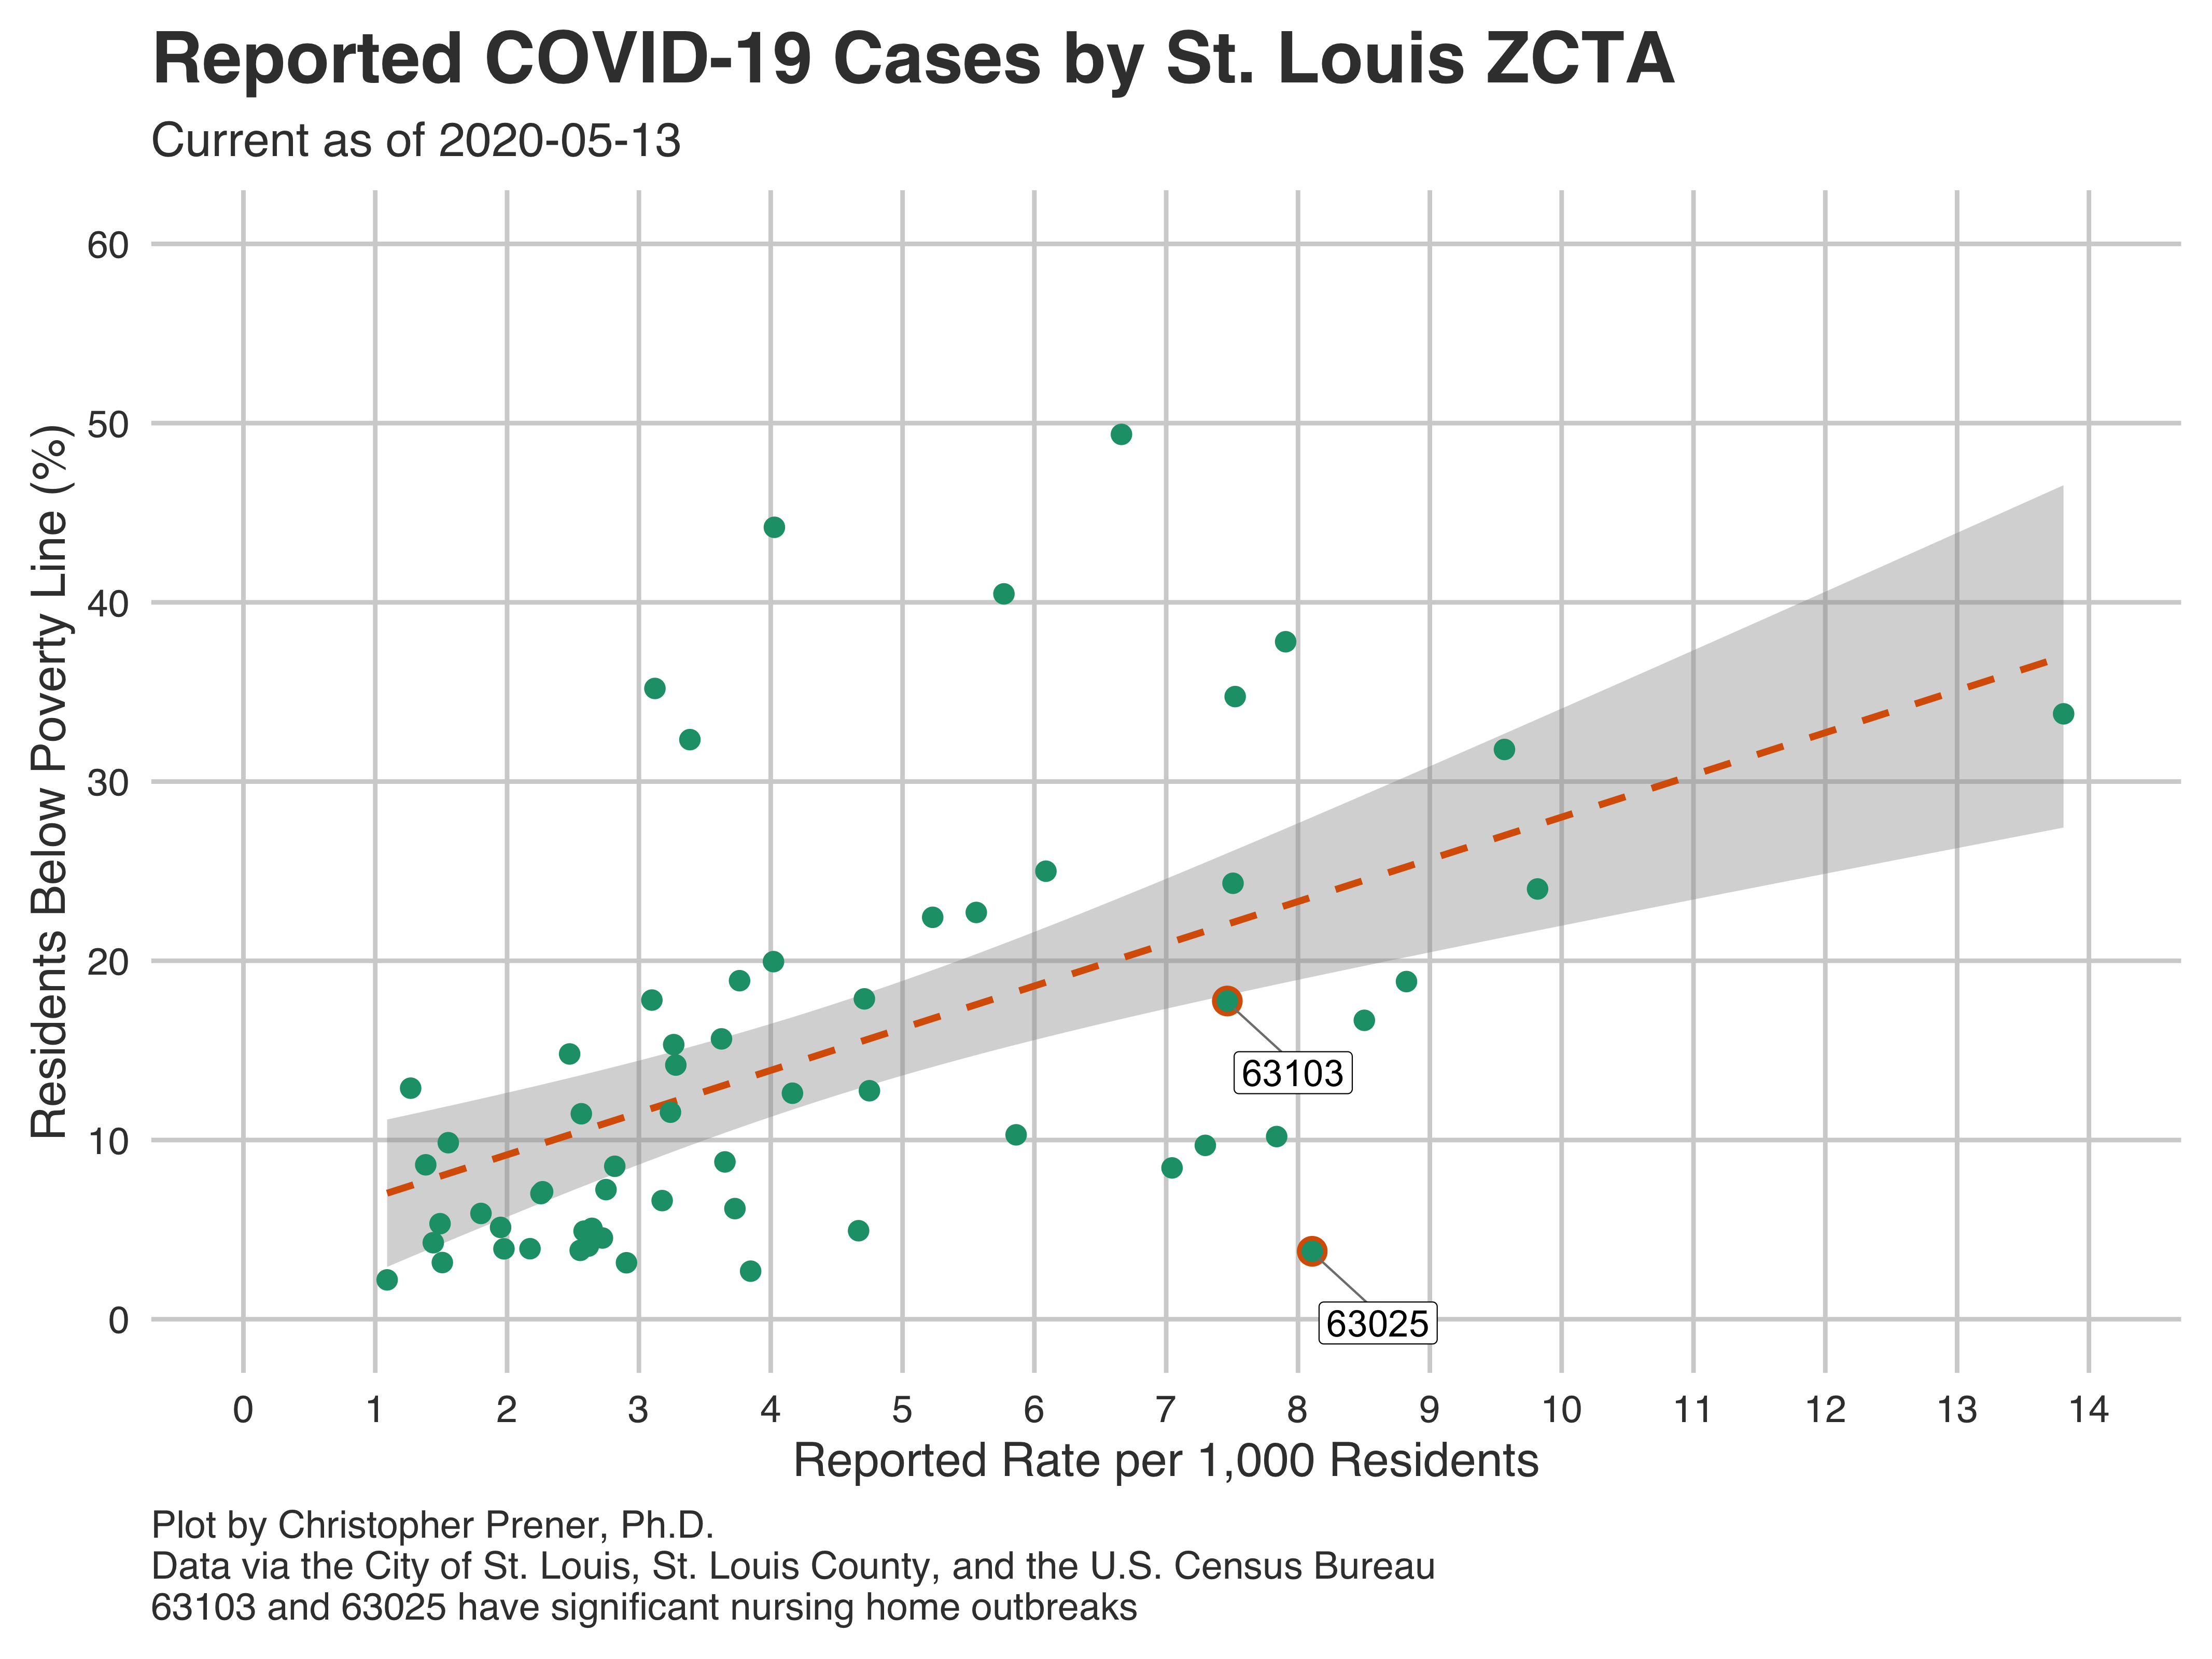 Reported COVID-19 Cases by St. Louis ZCTA
Current as of 2020-05-13
Residents Below Poverty Line (%)
60
50
40
30
20
10
0
63103
63025
0 1 2 3 4 5 6 7 8 9 10 11 12 13 14
Reported Rate per 1,000 Residents
Plot by Christopher Prener, Ph.D.
Data via the City of St. Louis, St. Louis County, and the U.S. Census Bureau
63103 and 63025 have significant nursing home outbreaks